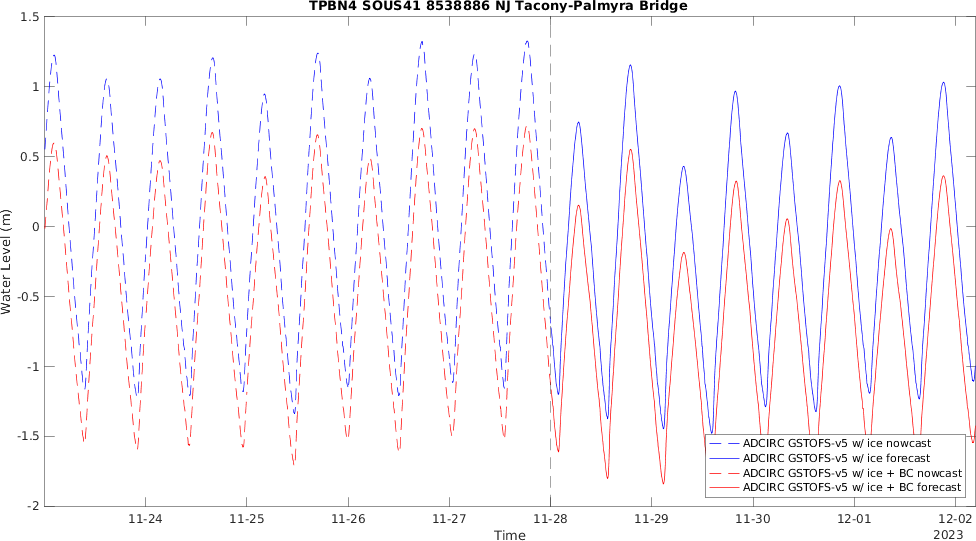 TPBN4 SOUS41 8538886 NJ Tacony-Palmyra Bridge
1.5
1
0.5
0
-0.5
-1
-1.5
-2
Water Level (m)
11-24 11-25 11-26 11-27 11-28 11-29 11-30 12-01 12-02
Time
2023
ADCIRC GSTOFS-v5 w/ ice nowcast
ADCIRC GSTOFS-v5 w/ ice forecast
ADCIRC GSTOFS-v5 w/ ice + BC nowcast
ADCIRC GSTOFS-v5 w/ ice + BC forecast